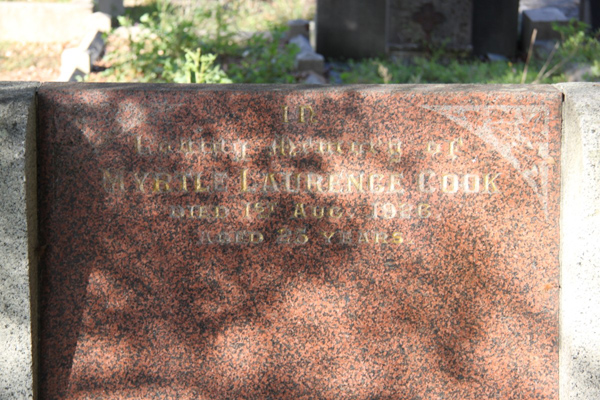 In
Loving Memory of
MYRTLE LAURENCE COOK
DIED 1ST AUG. 1926
AGED 25 YEARS